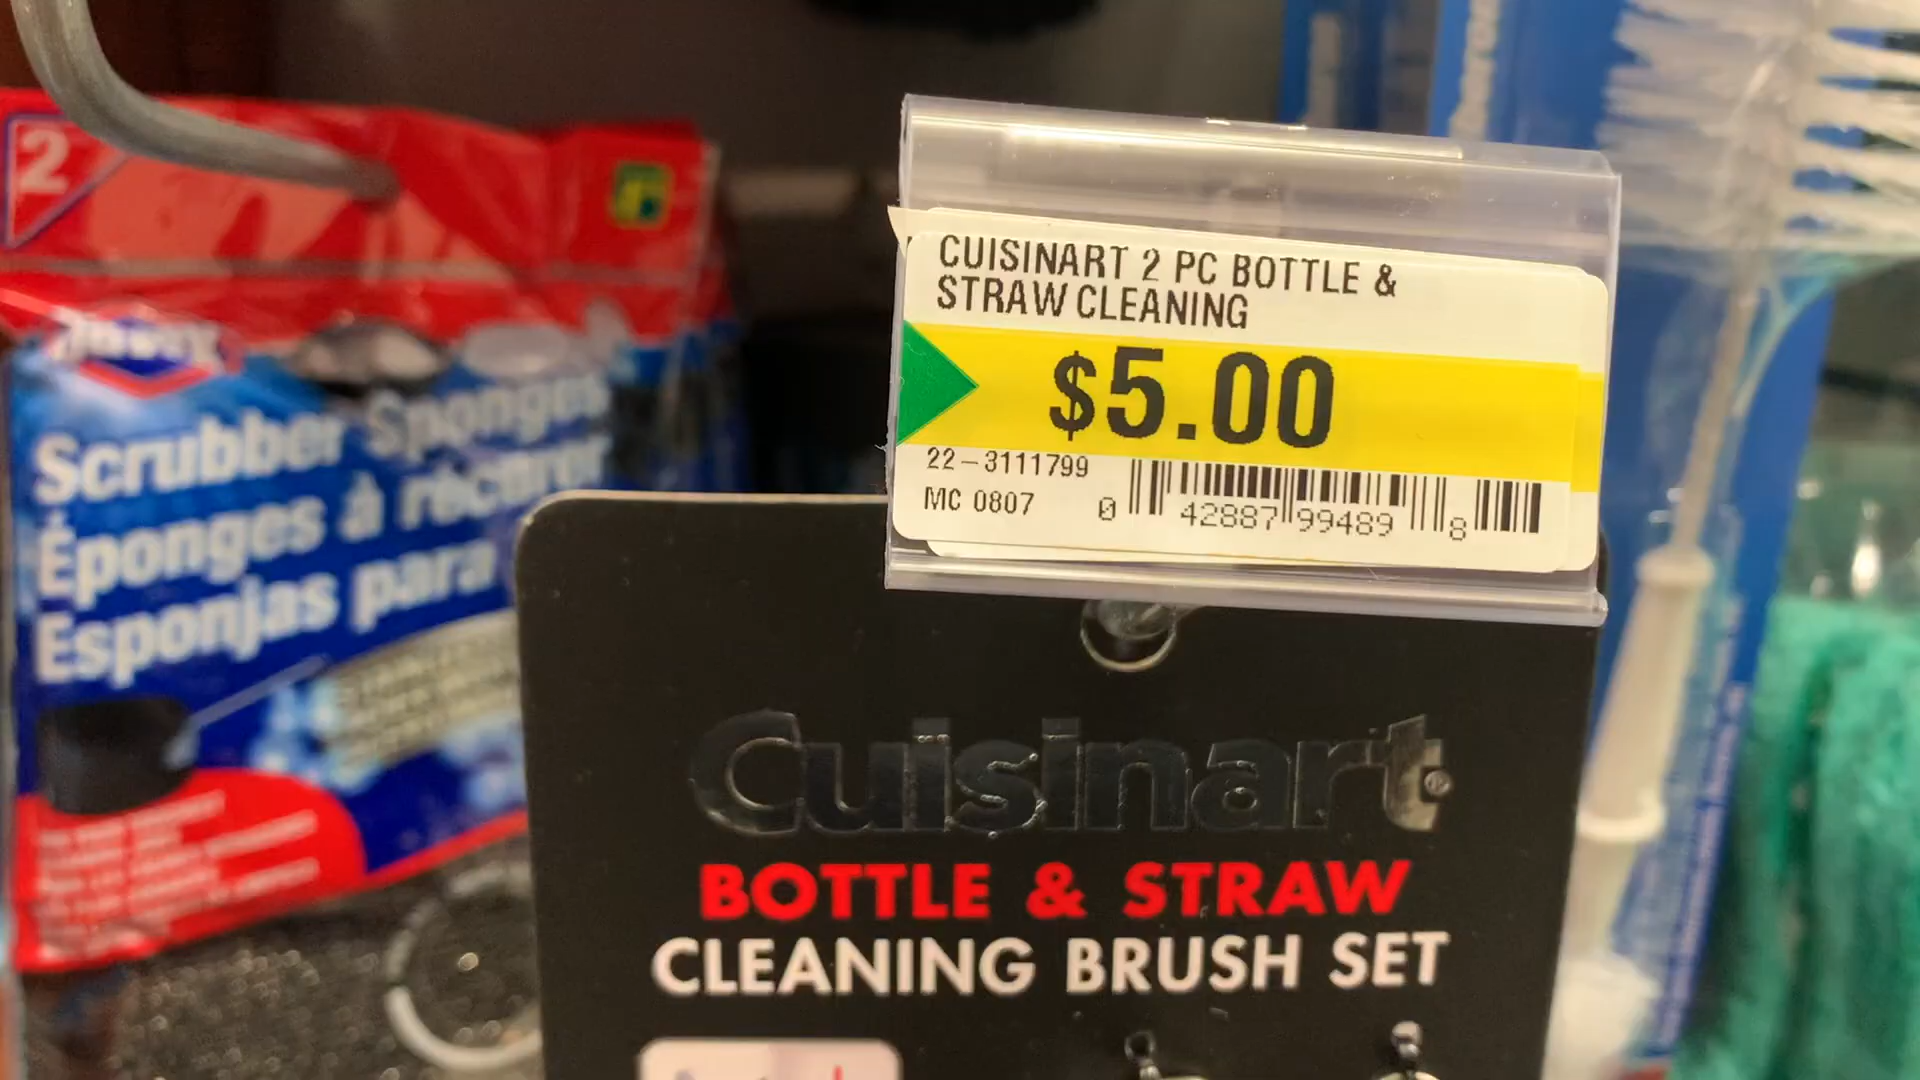 CUISINART 2 PC BOTTLE &
STRAW CLEANING
$5.00
22-3111799
MC 0807
0 42887 99489 8
2
Scrubber Sponges
Éponges à récurer
Esponjas para
Cuisinart®
BOTTLE & STRAW
CLEANING BRUSH SET